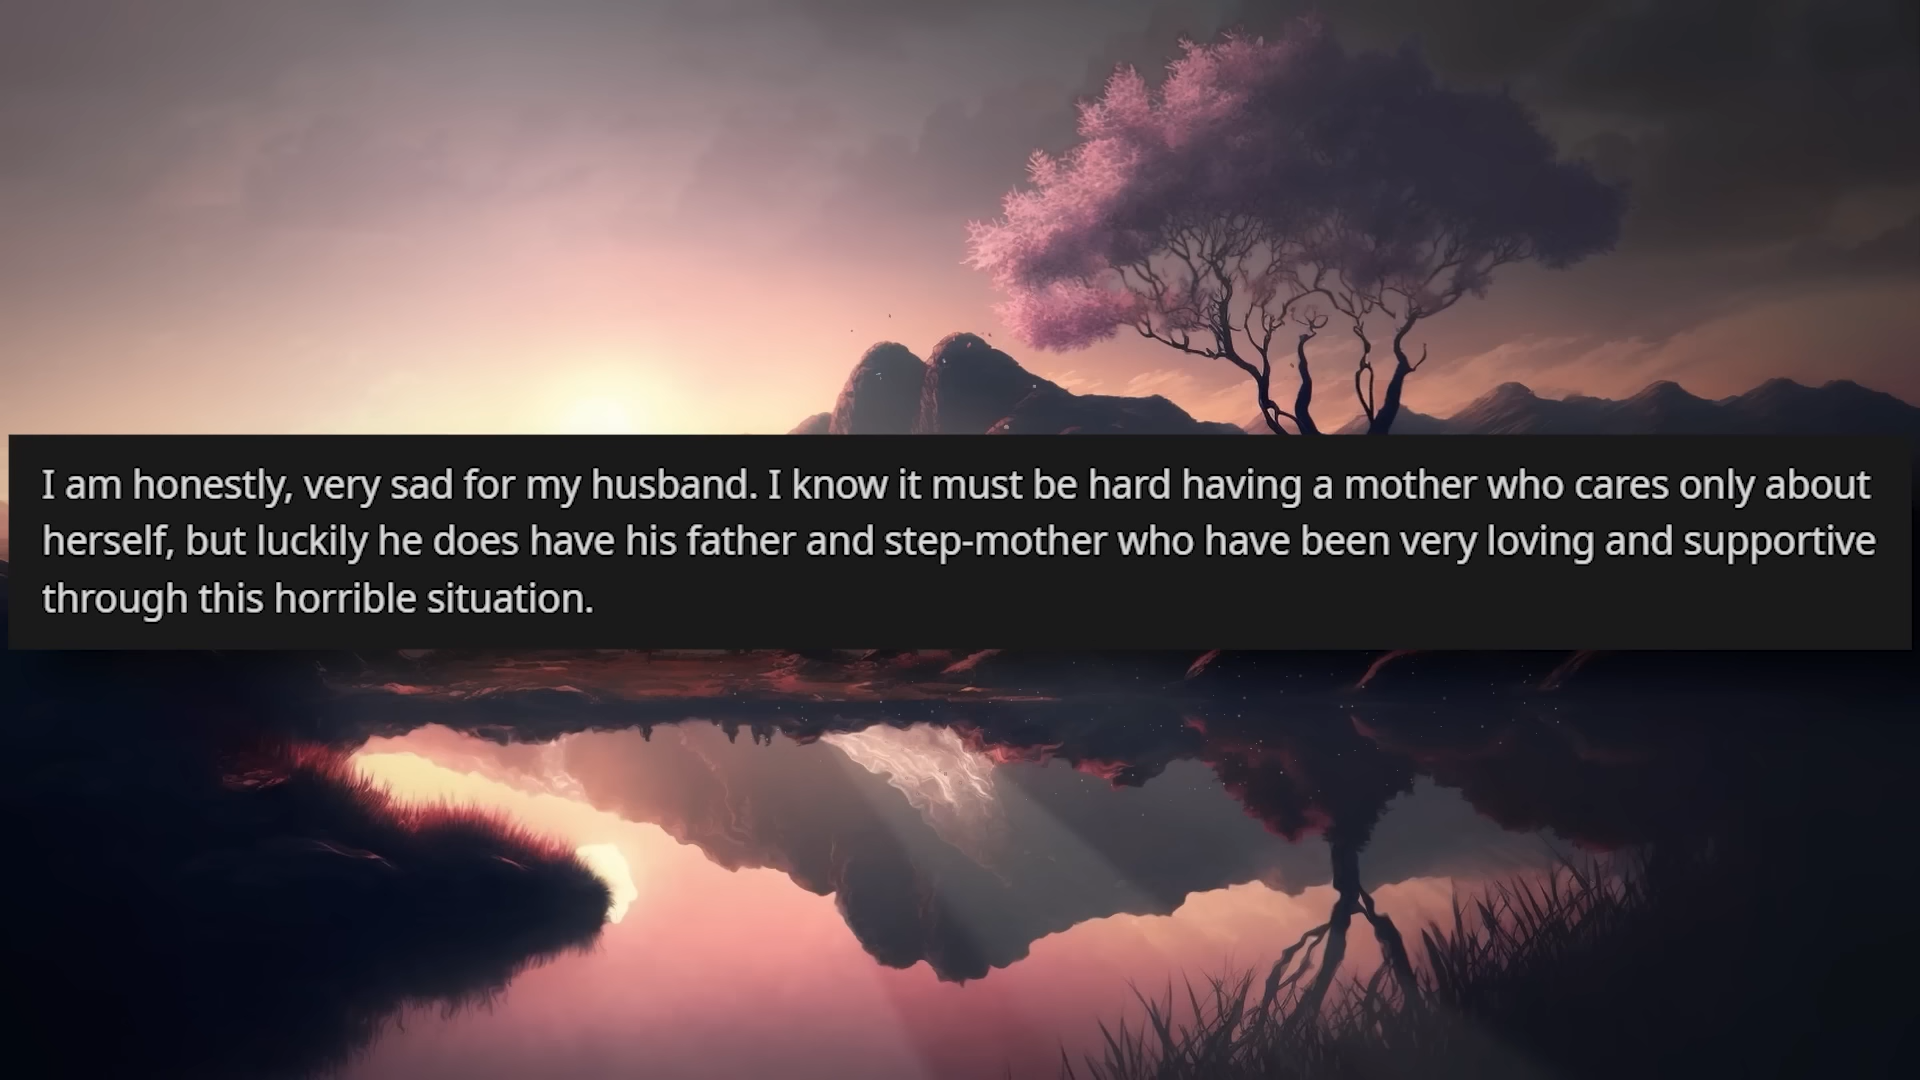 I am honestly, very sad for my husband. I know it must be hard having a mother who cares only about
herself, but luckily he does have his father and step-mother who have been very loving and supportive
through this horrible situation.